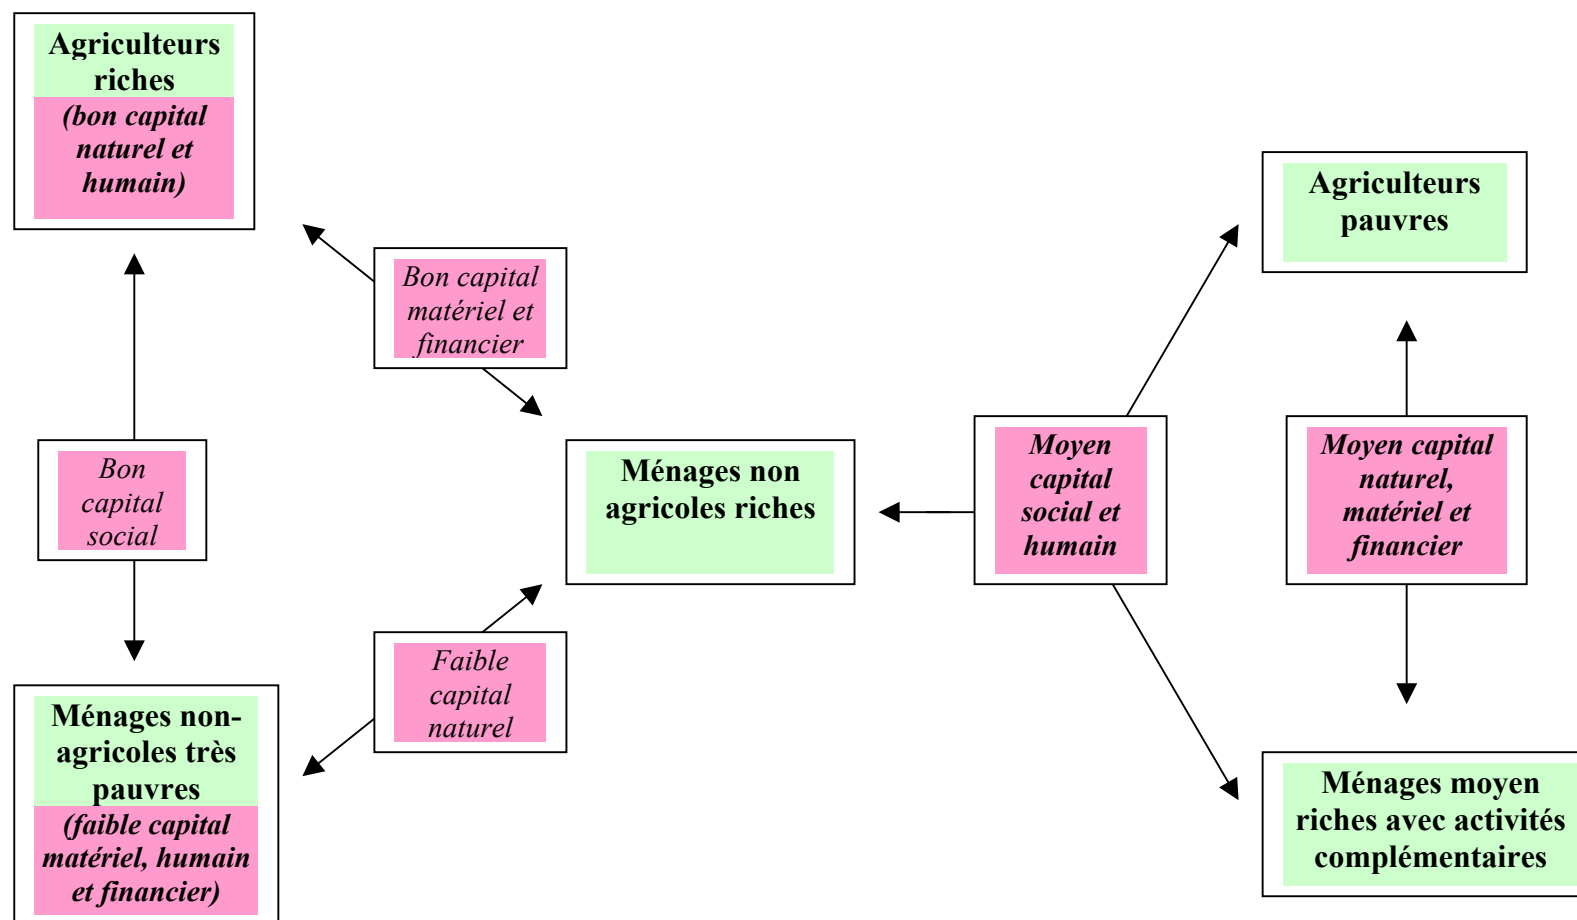 Agriculteurs
riches
(bon capital
naturel et
humain)
Agriculteurs
pauvres
Bon capital
matériel et
financier
Bon
capital
social
Ménages non
agricoles riches
Moyen
capital
social et
humain
Moyen capital
naturel,
matériel et
financier
Faible
capital
naturel
Ménages non-
agricoles très
pauvres
(faible capital
matériel, humain
et financier)
Ménages moyen
riches avec activités
complémentaires